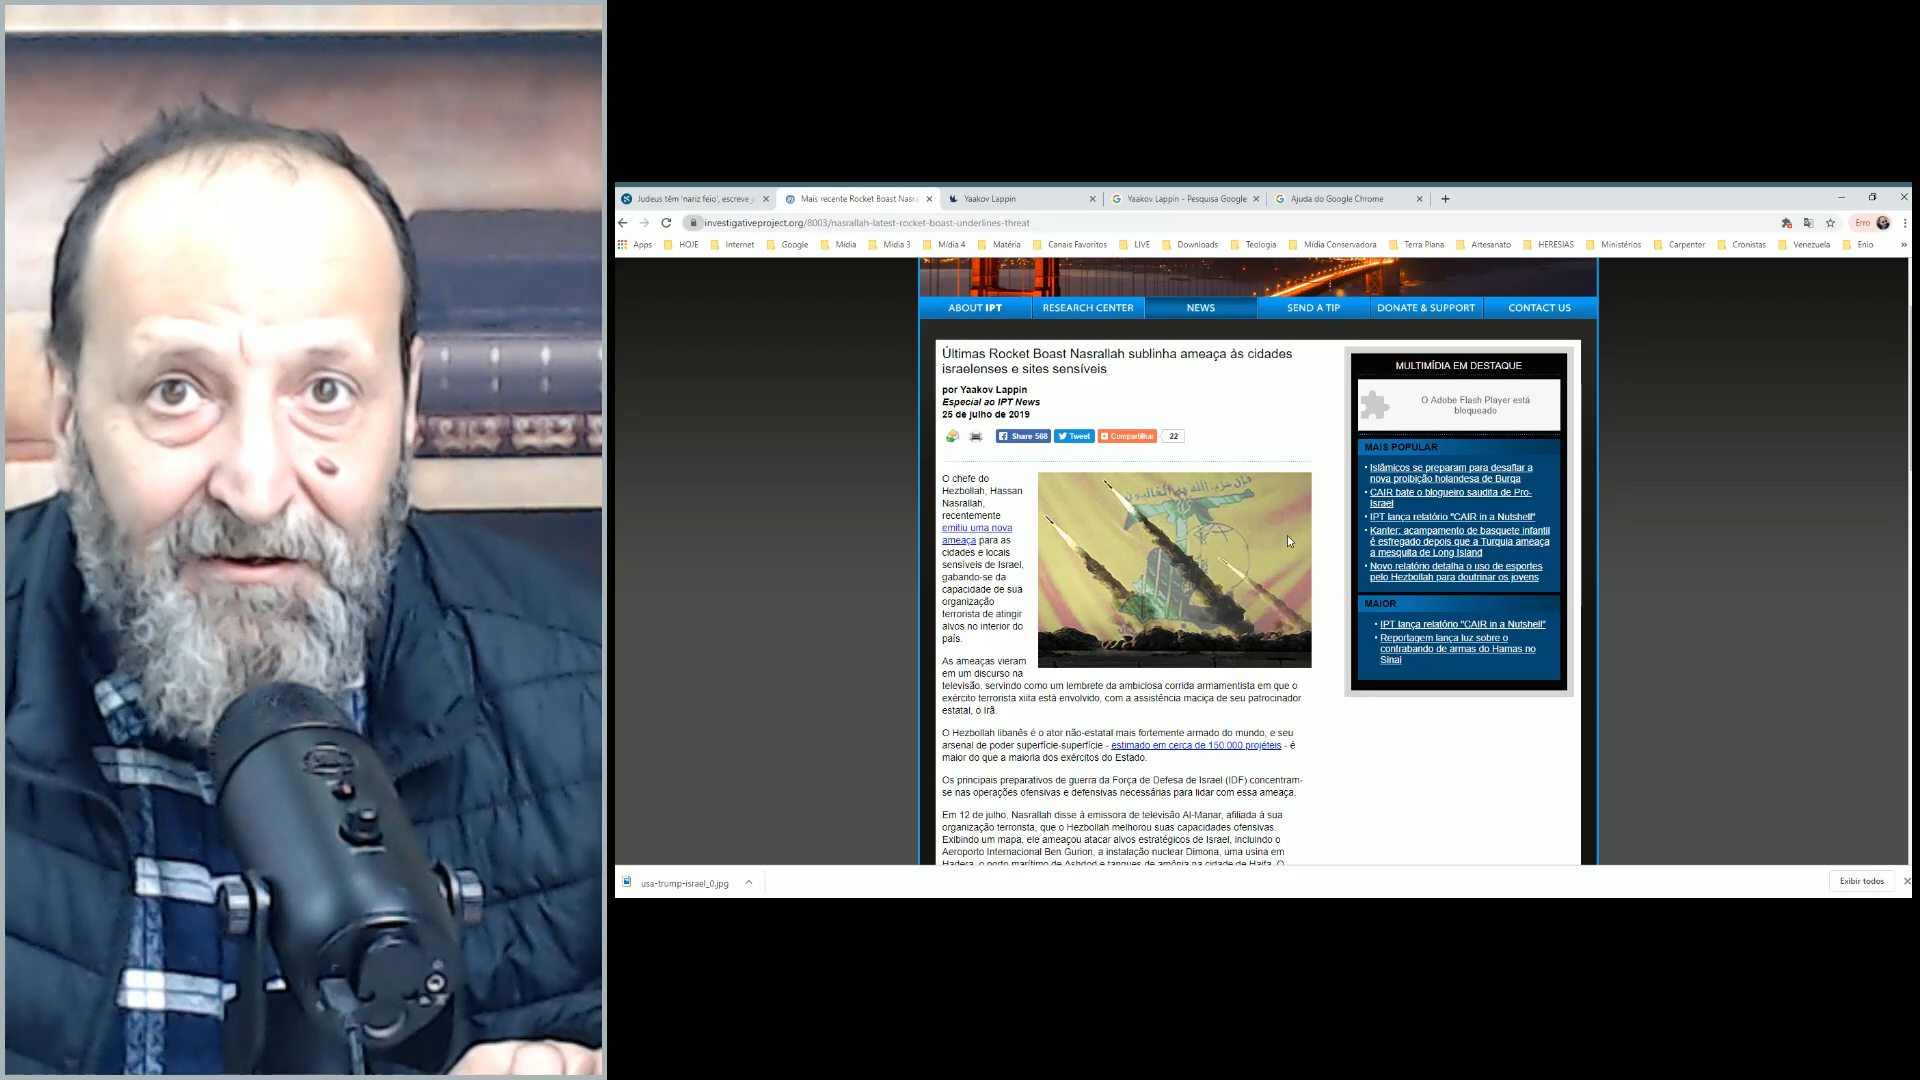 Judeus têm 'nariz feio', escreve j
Mais recente Rocket Boast Nasra
Yaakov Lappin
Yaakov Lappin - Pesquisa Google
Ajuda do Google Chrome
investigativeproject.org/8003/nasrallah-latest-rocket-boast-underlines-threat
Erro
Apps
HOJE
Internet
Google
Mídia
Mídia 3
Mídia 4
Matéria
Canais Favoritos
LIVE
Downloads
Teologia
Mídia Conservadora
Terra Plana
Artesanato
HERESIAS
Ministérios
Carpenter
Cronistas
Venezuela
Enio
ABOUT IPT
RESEARCH CENTER
NEWS
SEND A TIP
DONATE & SUPPORT
CONTACT US
Últimas Rocket Boast Nasrallah sublinha ameaça às cidades
israelenses e sites sensíveis
por Yaakov Lappin
Especial ao IPT News
25 de julho de 2019
Share 568
Tweet
Compartilhar
22
O chefe do
Hezbollah, Hassan
Nasrallah,
recentemente
emitiu uma nova
ameaça para as
cidades e locais
sensíveis de Israel,
gabando-se da
capacidade de sua
organização
terrorista de atingir
alvos no interior do
país.
As ameaças vieram
em um discurso na
televisão, servindo como um lembrete da ambiciosa corrida armamentista em que o
exército terrorista xiita está envolvido, com a assistência maciça de seu patrocinador
estatal, o Irã.
O Hezbollah libanês é o ator não-estatal mais fortemente armado do mundo, e seu
arsenal de poder superfície-superfície - estimado em cerca de 150.000 projéteis - é
maior do que a maioria dos exércitos do Estado.
Os principais preparativos de guerra da Força de Defesa de Israel (IDF) concentram-
se nas operações ofensivas e defensivas necessárias para lidar com essa ameaça.
Em 12 de julho, Nasrallah disse à emissora de televisão Al-Manar, afiliada à sua
organização terrorista, que o Hezbollah melhorou suas capacidades ofensivas.
Exibindo um mapa, ele ameaçou atacar alvos estratégicos de Israel, incluindo o
Aeroporto Internacional Ben Gurion, a instalação nuclear Dimona, uma usina em
Hadera, o porto marítimo de Ashdod e tanques de amônia na cidade de Haifa. O
MULTIMÍDIA EM DESTAQUE
O Adobe Flash Player está
bloqueado
MAIS POPULAR
• Islâmicos se preparam para desafiar a
nova proibição holandesa de Burqa
• CAIR bate o blogueiro saudita de Pro-
Israel
• IPT lança relatório "CAIR in a Nutshell"
• Kanter: acampamento de basquete infantil
é esfregado depois que a Turquia ameaça
a mesquita de Long Island
• Novo relatório detalha o uso de esportes
pelo Hezbollah para doutrinar os jovens
MAIOR
• IPT lança relatório "CAIR in a Nutshell"
• Reportagem lança luz sobre o
contrabando de armas do Hamas no
Sinai
usa-trump-israel_0.jpg
Exibir todos